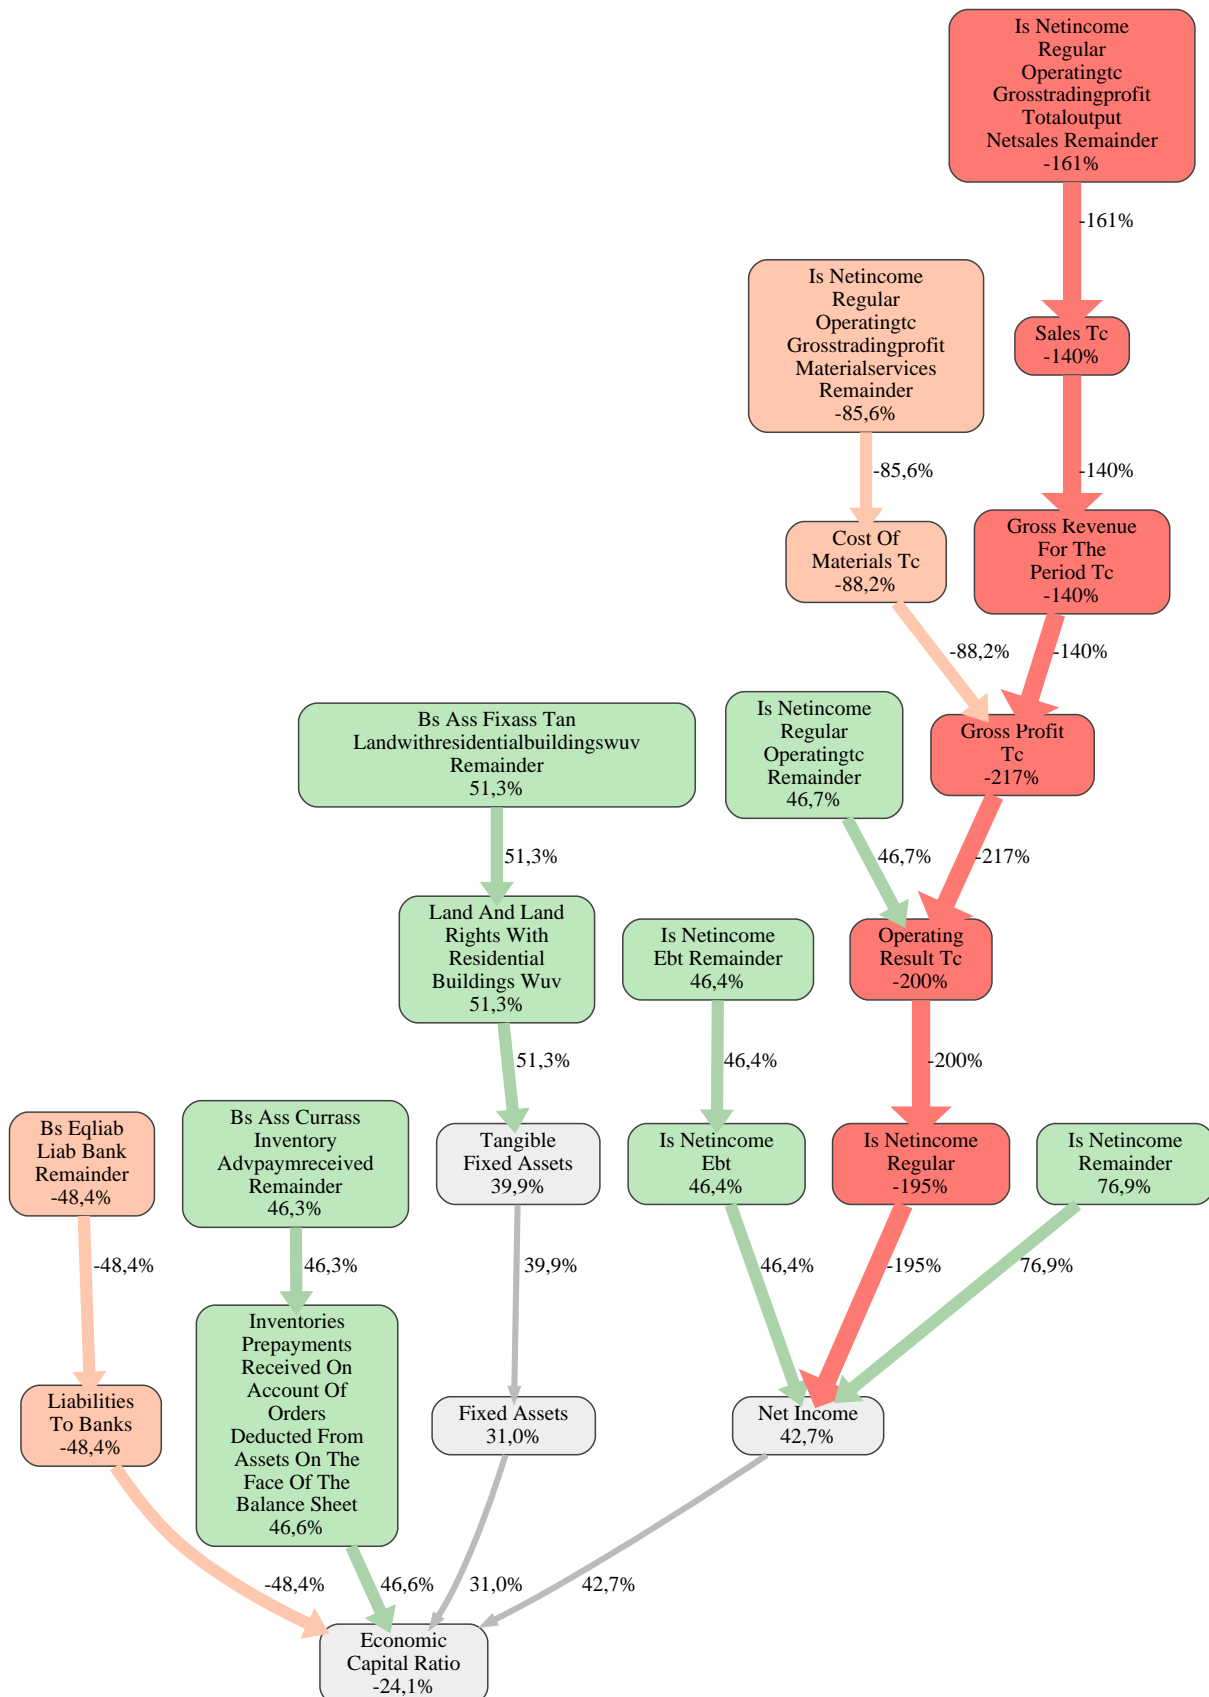 Is Netincome
Regular
Operatingtc
Grosstradingprofit
Totaloutput
Netsales Remainder
-161%
-161%
Is Netincome
Regular
Operatingtc
Grosstradingprofit
Materialservices
Remainder
-85,6%
Sales Tc
-140%
-85,6%
-140%
Cost Of
Materials Tc
-88,2%
Gross Revenue
For The
Period Tc
-140%
-88,2%
-140%
Bs Ass Fixass Tan
Landwithresidentialbuildingswuv
Remainder
51,3%
Is Netincome
Regular
Operatingtc
Remainder
46,7%
Gross Profit
Tc
-217%
51,3%
46,7%
-217%
Land And Land
Rights With
Residential
Buildings Wuv
51,3%
Is Netincome
Ebt Remainder
46,4%
Operating
Result Tc
-200%
51,3%
46,4%
-200%
Bs Eqliab
Liab Bank
Remainder
-48,4%
Bs Ass Currass
Inventory
Advpaymreceived
Remainder
46,3%
Tangible
Fixed Assets
39,9%
Is Netincome
Ebt
46,4%
Is Netincome
Regular
-195%
Is Netincome
Remainder
76,9%
-48,4%
46,3%
39,9%
46,4%
-195%
76,9%
Liabilities
To Banks
-48,4%
Inventories
Prepayments
Received On
Account Of
Orders
Deducted From
Assets On The
Face Of The
Balance Sheet
46,6%
Fixed Assets
31,0%
Net Income
42,7%
-48,4%
46,6%
31,0%
42,7%
Economic
Capital Ratio
-24,1%